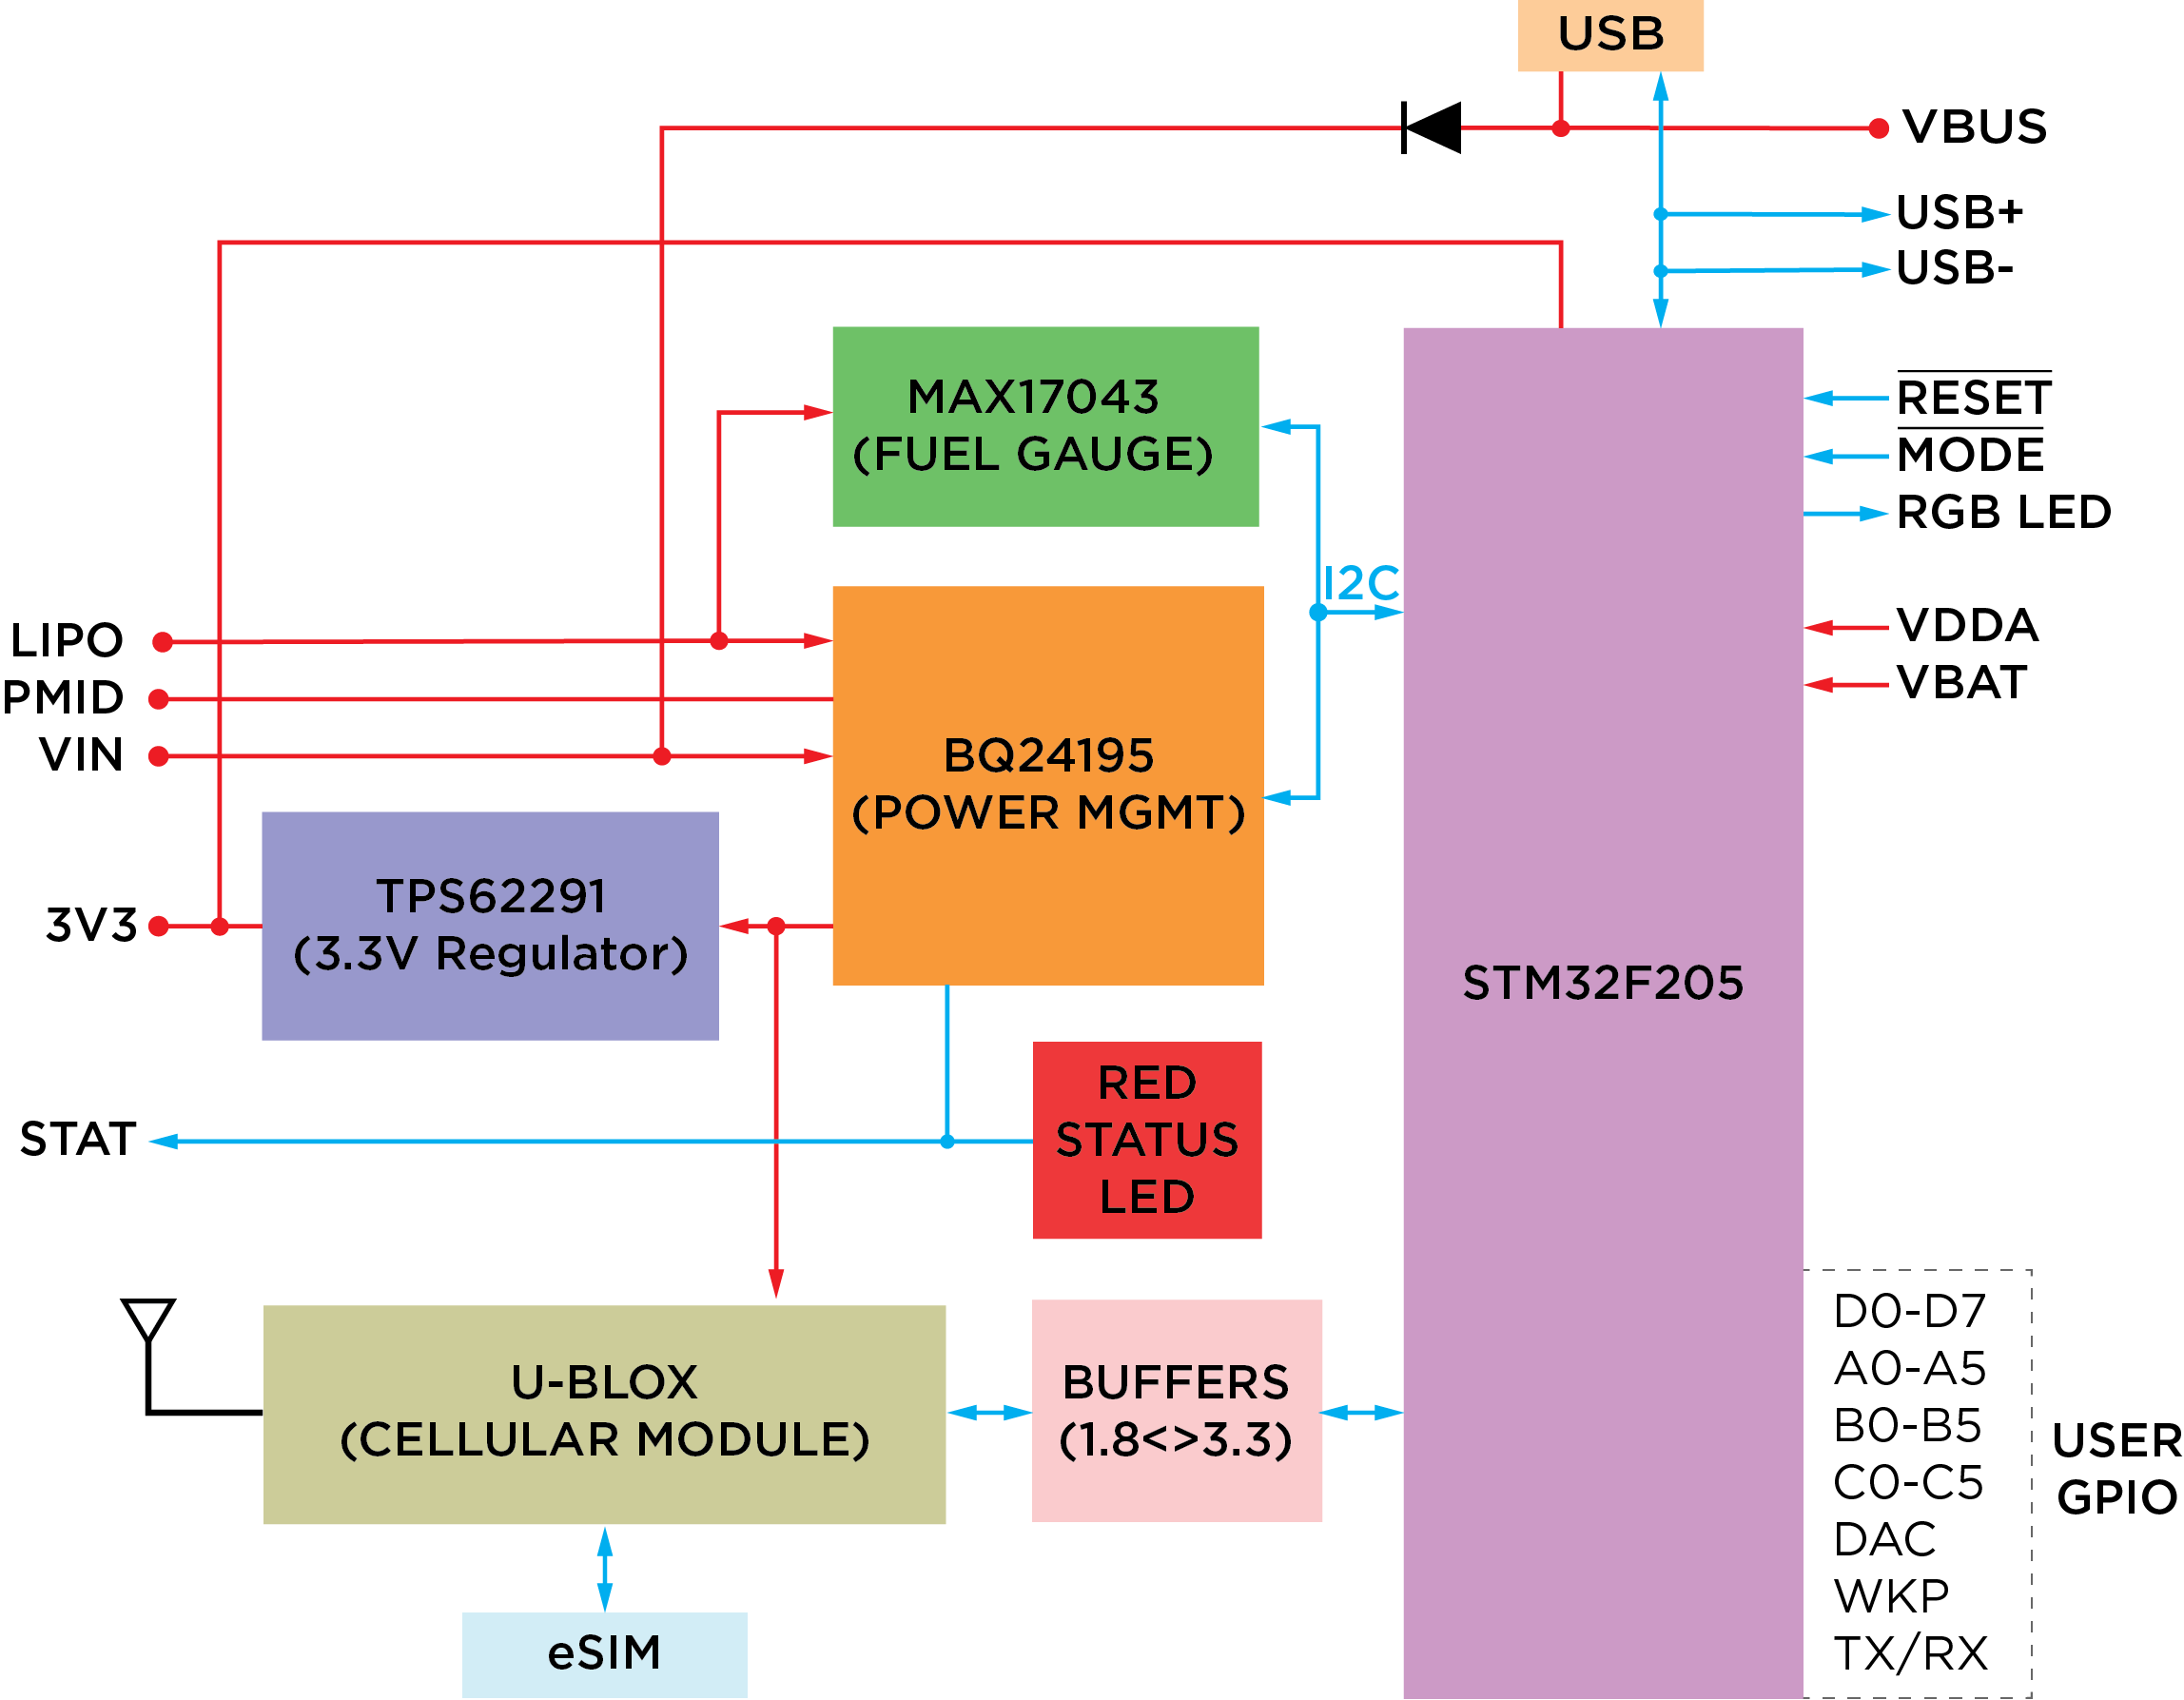 USB
VBUS
USB+
USB-
MAX17043
(FUEL GAUGE)
RESET
MODE
RGB LED
I2C
LIPO
PMID
VIN
VDDA
VBAT
BQ24195
(POWER MGMT)
TPS62291
(3.3V Regulator)
3V3
STM32F205
RED
STATUS
LED
STAT
U-BLOX
(CELLULAR MODULE)
BUFFERS
(1.8<>3.3)
D0-D7
A0-A5
B0-B5
C0-C5
DAC
WKP
TX/RX
USER
GPIO
eSIM